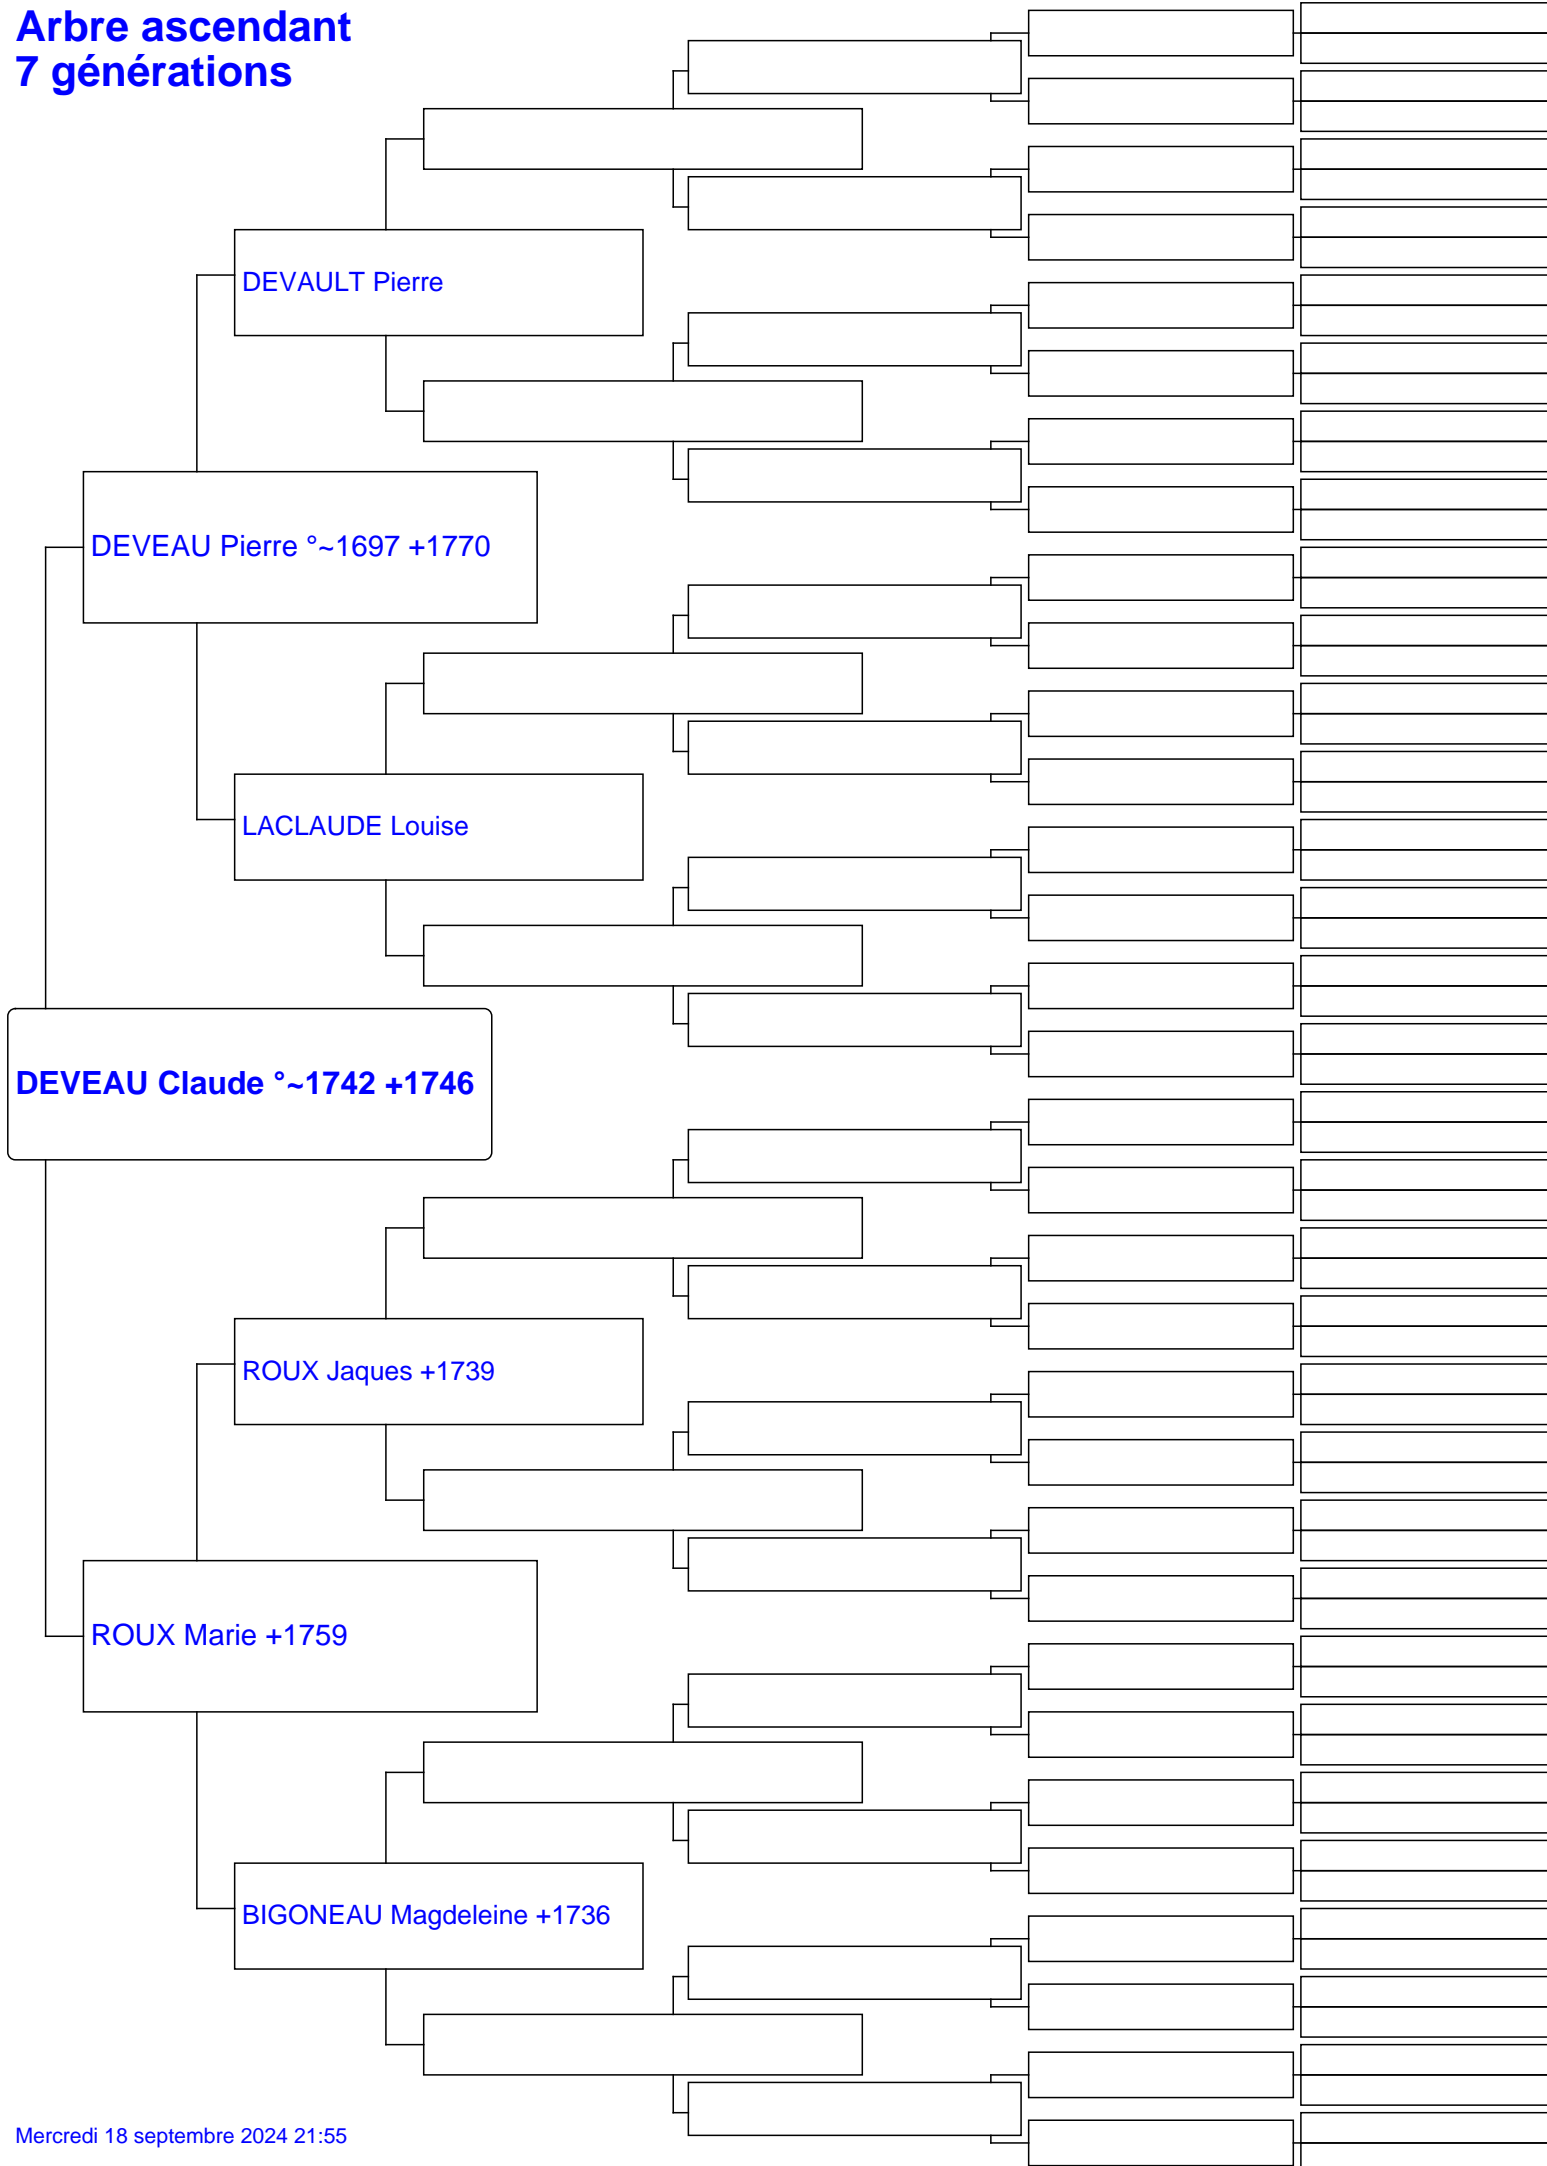 Arbre ascendant
7 générations
DEVAULT Pierre
DEVEAU Pierre °~1697 +1770
LACLAUDE Louise
DEVEAU Claude °~1742 +1746
ROUX Jaques +1739
ROUX Marie +1759
BIGONEAU Magdeleine +1736
Mercredi 18 septembre 2024 21:55